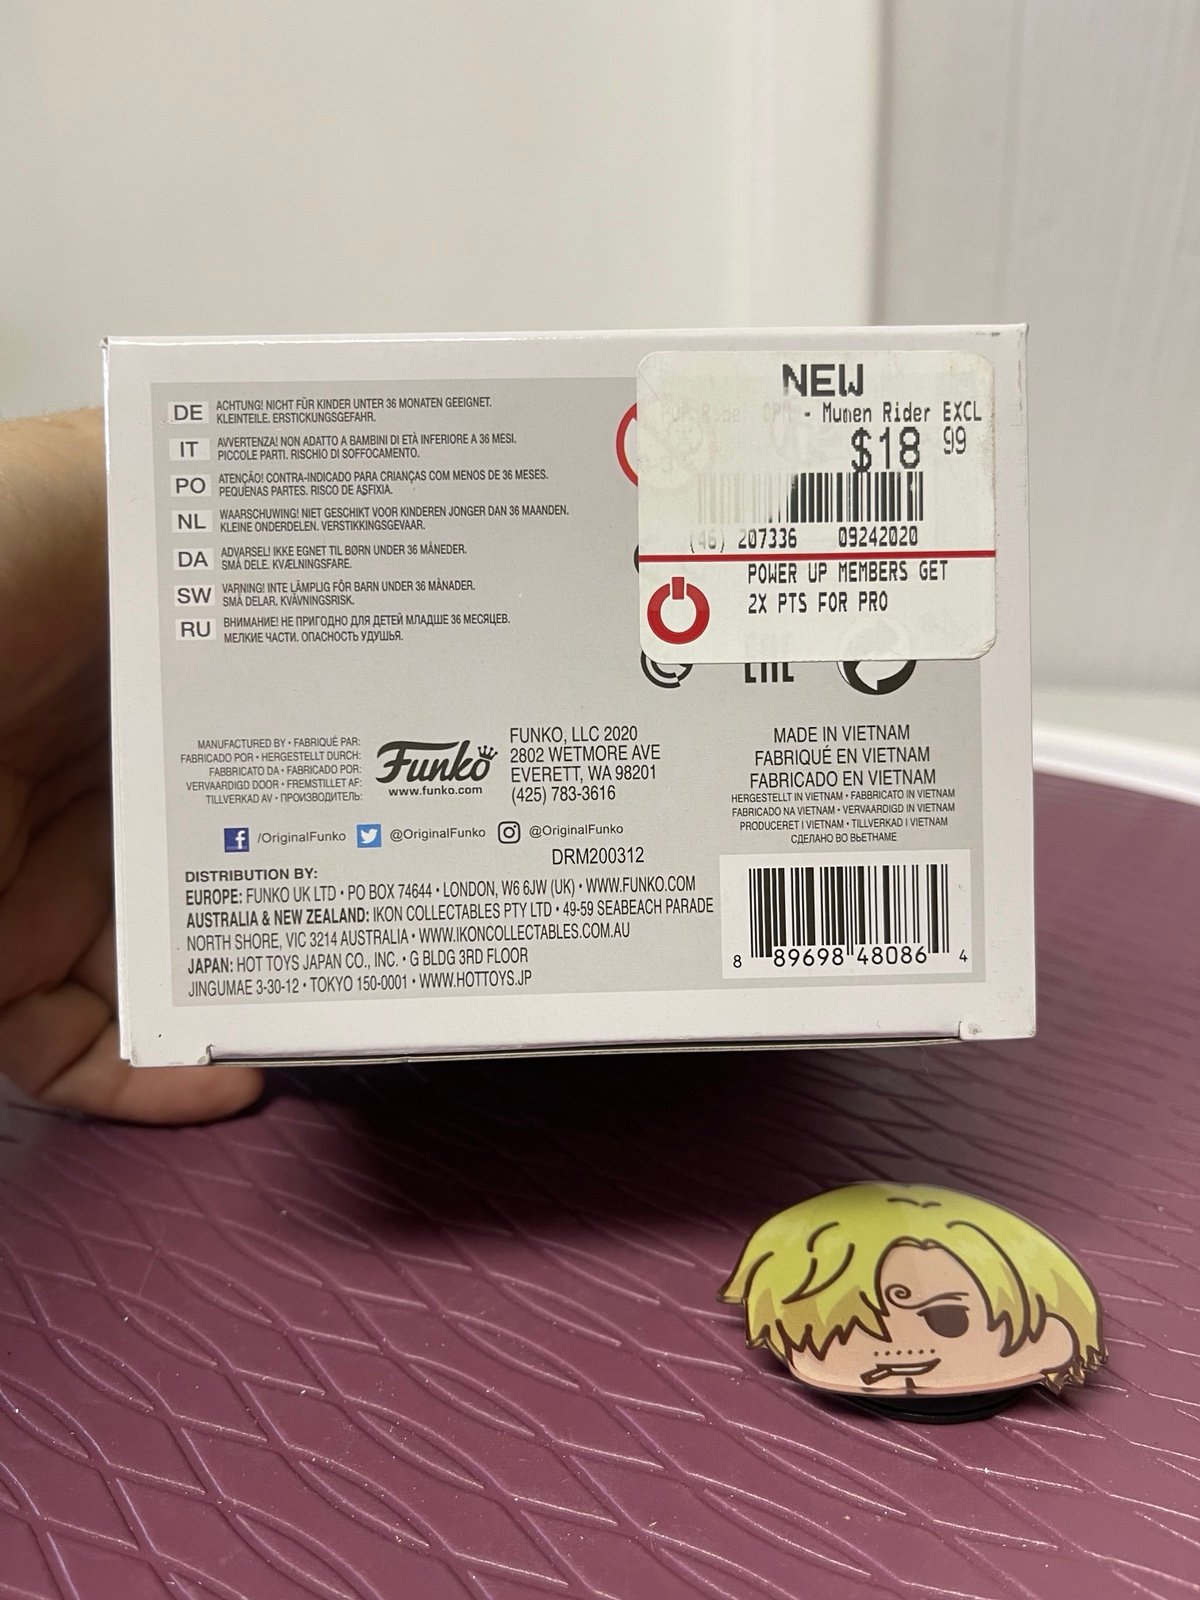 DE ACHTUNG! NICHT FÜR KINDER UNTER 36 MONATEN GEEIGNET.
KLEINTEILE. ERSTICKUNGSGEFAHR.
IT AVVERTENZA! NON ADATTO A BAMBINI DI ETÀ INFERIORE A 36 MESI.
PICCOLE PARTI. RISCHIO DI SOFFOCAMENTO.
PO ATENÇÃO! CONTRA-INDICADO PARA CRIANÇAS COM MENOS DE 36 MESES.
PEQUENAS PARTES. RISCO DE ASFIXIA.
NL WAARSCHUWING! NIET GESCHIKT VOOR KINDEREN JONGER DAN 36 MAANDEN.
KLEINE ONDERDELEN. VERSTIKKINGSGEVAAR.
DA ADVARSEL! IKKE EGNET TIL BØRN UNDER 36 MÅNEDER.
SMÅ DELE. KVÆLNINGSFARE.
SW VARNING! INTE LÄMPLIG FÖR BARN UNDER 36 MÅNADER.
SMÅ DELAR. KVÄVNINGSRISK.
RU ВНИМАНИЕ! НЕ ПРИГОДНО ДЛЯ ДЕТЕЙ МЛАДШЕ 36 МЕСЯЦЕВ.
МЕЛКИЕ ЧАСТИ. ОПАСНОСТЬ УДУШЬЯ.
NEW
- Mumen Rider EXCL
$18 99
(46) 207336 09242020
POWER UP MEMBERS GET
2X PTS FOR PRO
MANUFACTURED BY • FABRIQUÉ PAR:
FABRICADO POR • HERGESTELLT DURCH:
FABBRICATO DA • FABRICADO POR:
VERVAARDIGD DOOR • FREMSTILLET AF:
TILLVERKAD AV • ПРОИЗВОДИТЕЛЬ:
Funko
www.funko.com
FUNKO, LLC 2020
2802 WETMORE AVE
EVERETT, WA 98201
(425) 783-3616
MADE IN VIETNAM
FABRIQUÉ EN VIETNAM
FABRICADO EN VIETNAM
HERGESTELLT IN VIETNAM • FABBRICATO IN VIETNAM
FABRICADO NA VIETNAM • VERVAARDIGD IN VIETNAM
PRODUCERET I VIETNAM • TILLVERKAD I VIETNAM
СДЕЛАНО ВО ВЬЕТНАМЕ
/OriginalFunko @OriginalFunko @OriginalFunko
DRM200312
DISTRIBUTION BY:
EUROPE: FUNKO UK LTD • PO BOX 74644 • LONDON, W6 6JW (UK) • WWW.FUNKO.COM
AUSTRALIA & NEW ZEALAND: IKON COLLECTABLES PTY LTD • 49-59 SEABEACH PARADE
NORTH SHORE, VIC 3214 AUSTRALIA • WWW.IKONCOLLECTABLES.COM.AU
JAPAN: HOT TOYS JAPAN CO., INC. • G BLDG 3RD FLOOR
JINGUMAE 3-30-12 • TOKYO 150-0001 • WWW.HOTTOYS.JP
8 89698 48086 4